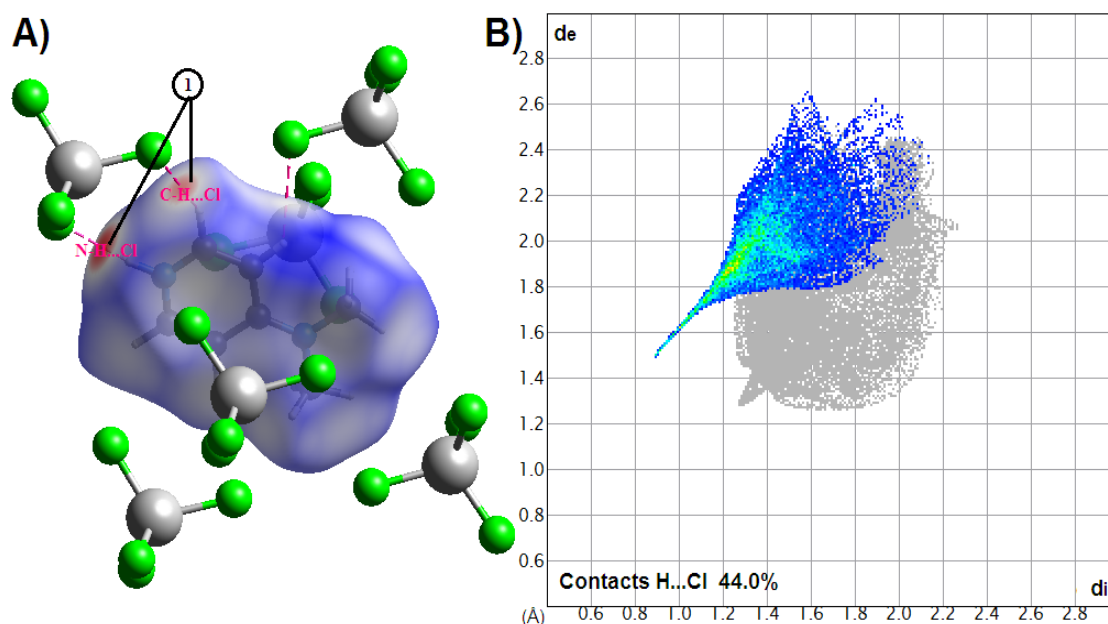 A)
1
C-H...Cl
N-H...Cl
B)
de
2.8
2.6
2.4
2.2
2.0
1.8
1.6
1.4
1.2
1.0
0.8
0.6
Contacts H...Cl 44.0%
di
(Å) 0.6 0.8 1.0 1.2 1.4 1.6 1.8 2.0 2.2 2.4 2.6 2.8